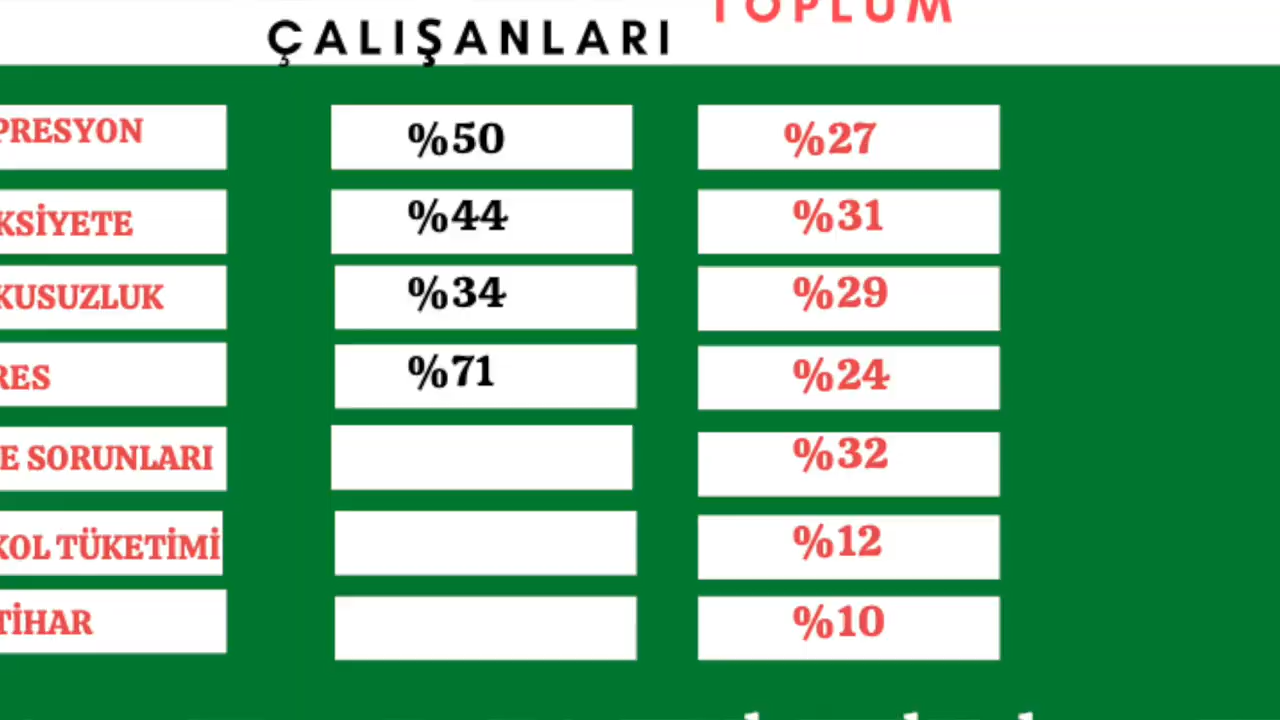 TOPLUM
ÇALIŞANLARI
PRESYON %50 %27
KSİYETE %44 %31
KUSUZLUK %34 %29
RES %71 %24
E SORUNLARI %32
KOL TÜKETİMİ %12
TİHAR %10